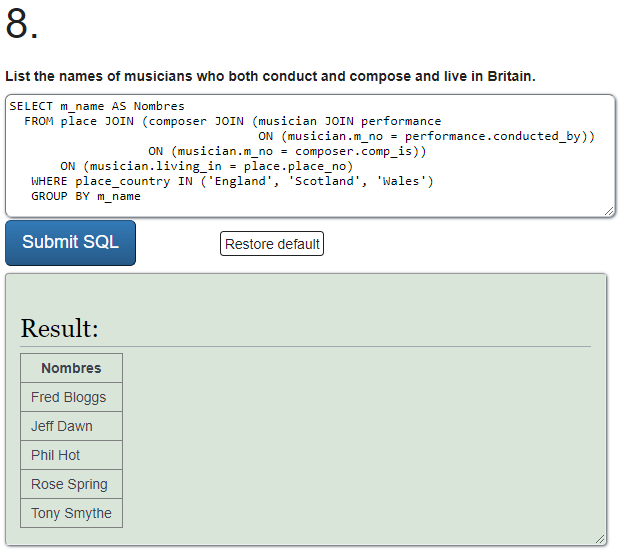 8.
List the names of musicians who both conduct and compose and live in Britain.
SELECT m_name AS Nombres
FROM place JOIN (composer JOIN (musician JOIN performance
ON (musician.m_no = performance.conducted_by))
ON (musician.m_no = composer.comp_is))
ON (musician.living_in = place.place_no)
WHERE place_country IN ('England', 'Scotland', 'Wales')
GROUP BY m_name
Submit SQL
Restore default
Result:
Nombres
Fred Bloggs
Jeff Dawn
Phil Hot
Rose Spring
Tony Smythe